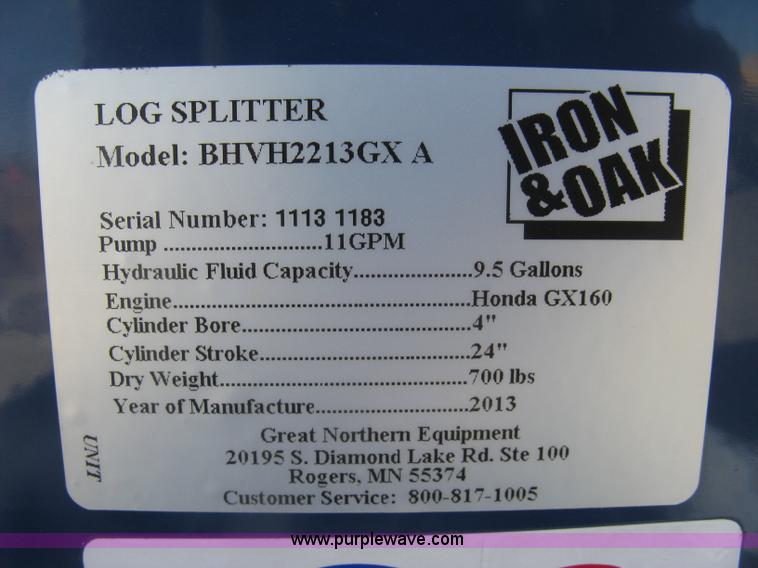 LOG SPLITTER
Model: BHVH2213GX A
IRON
&OAK
Serial Number: 1113 1183
Pump ............................11GPM
Hydraulic Fluid Capacity....................9.5 Gallons
Engine..................................................Honda GX160
Cylinder Bore.......................................4"
Cylinder Stroke....................................24"
Dry Weight..........................................700 lbs
Year of Manufacture..........................2013
UNIT
Great Northern Equipment
20195 S. Diamond Lake Rd. Ste 100
Rogers, MN 55374
Customer Service: 800-817-1005
www.purplewave.com